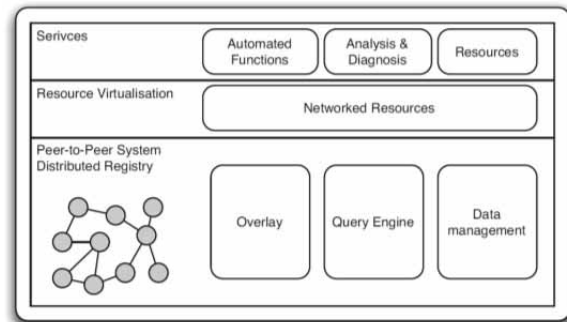 Serivces
Automated
Functions
Analysis &
Diagnosis
Resources
Resource Virtualisation
Networked Resources
Peer-to-Peer System
Distributed Registry
Overlay
Query Engine
Data
management